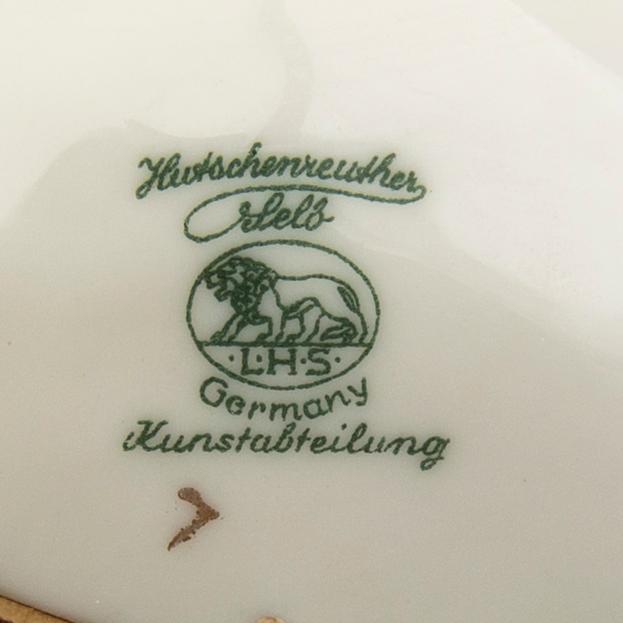 Hutschenreuther
Selb
·L·H·S·
Germany
Kunstabteilung